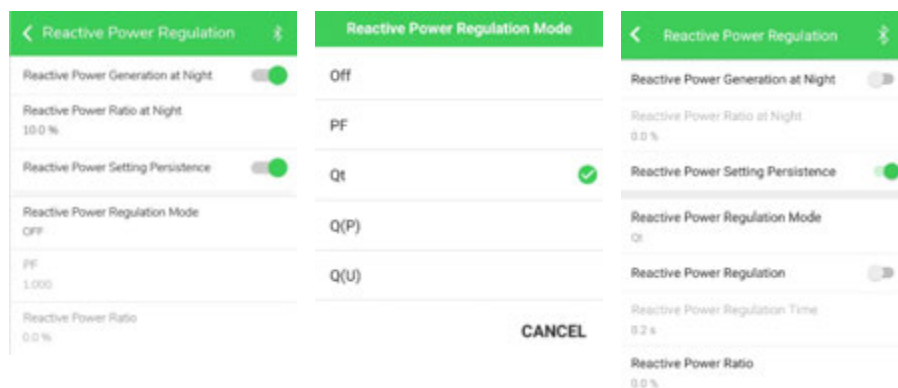 Reactive Power Regulation
Reactive Power Generation at Night
Reactive Power Ratio at Night
10.0 %
Reactive Power Setting Persistence
Reactive Power Regulation Mode
OFF
PF
1.000
Reactive Power Ratio
0.0 %
Reactive Power Regulation Mode
Off
PF
Qt
Q(P)
Q(U)
CANCEL
Reactive Power Regulation
Reactive Power Generation at Night
Reactive Power Ratio at Night
0.0 %
Reactive Power Setting Persistence
Reactive Power Regulation Mode
Qt
Reactive Power Regulation
Reactive Power Regulation Time
0.2 s
Reactive Power Ratio
0.0 %